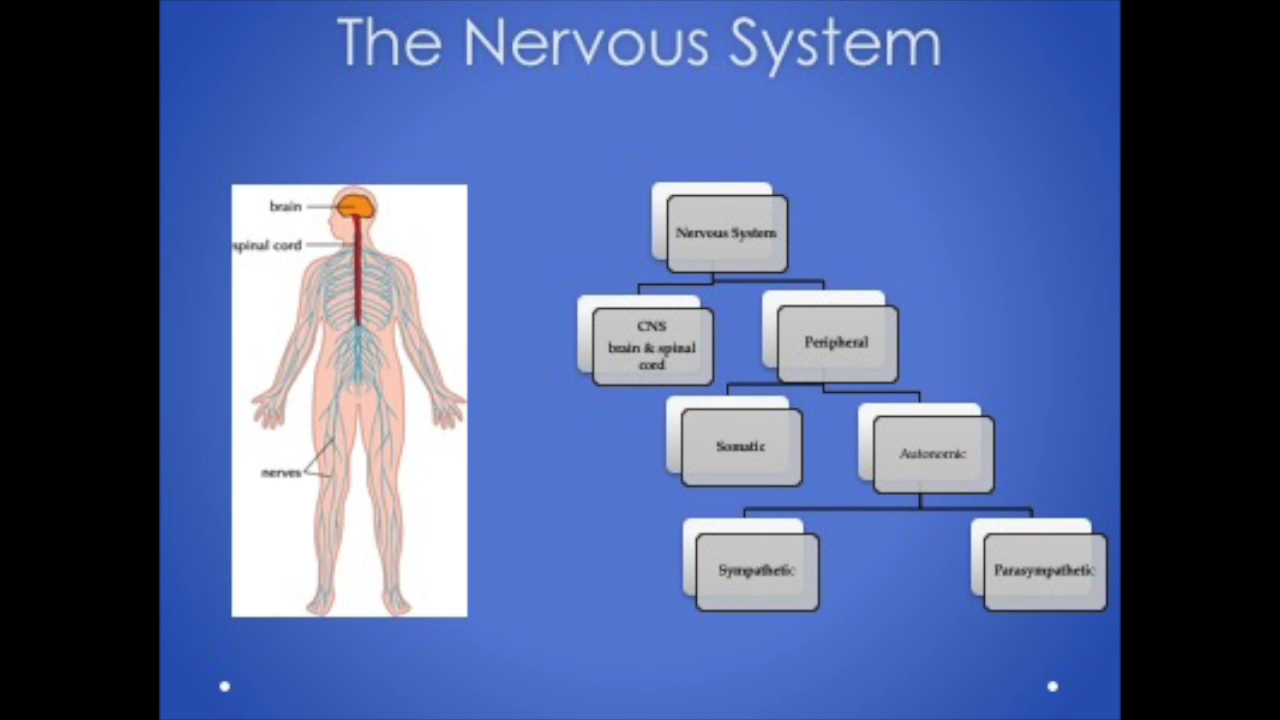 The Nervous System
brain
spinal cord
nerves
Nervous System
CNS
brain & spinal
cord
Peripheral
Somatic
Autonomic
Sympathetic
Parasympathetic